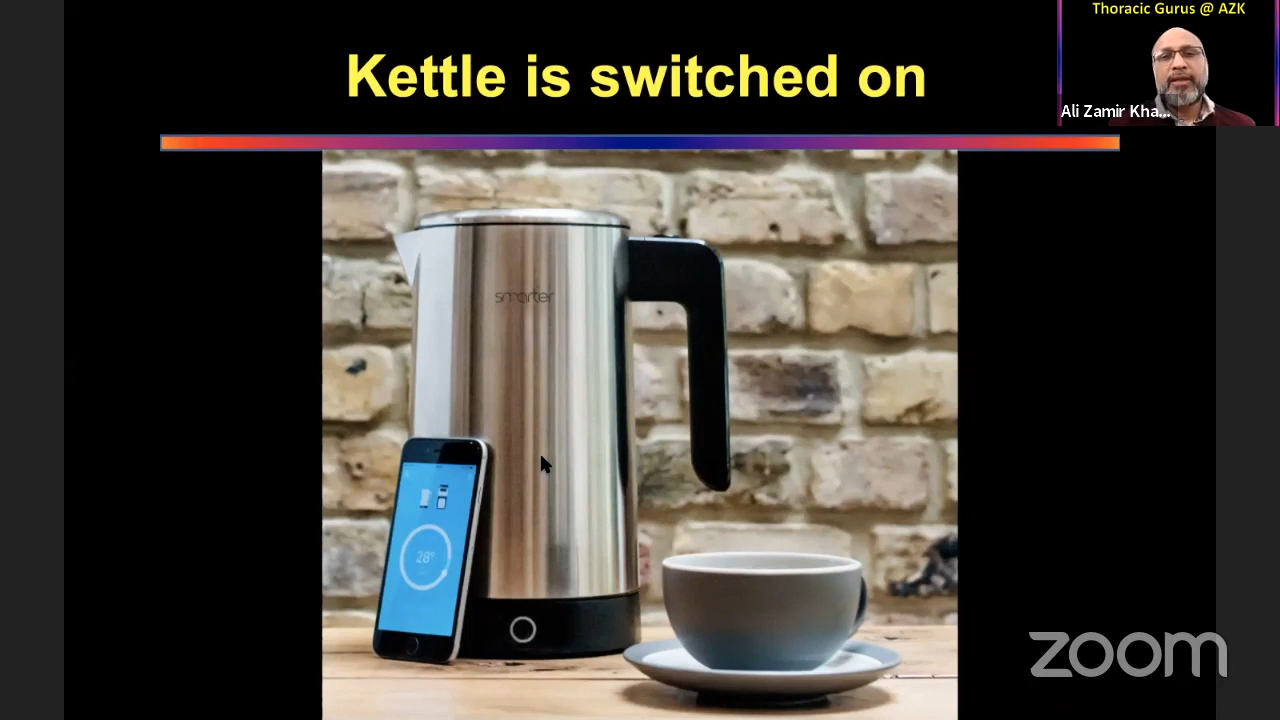 Thoracic Gurus @ AZK
Kettle is switched on
Ali Zamir Kha...
smarter
28°
zoom